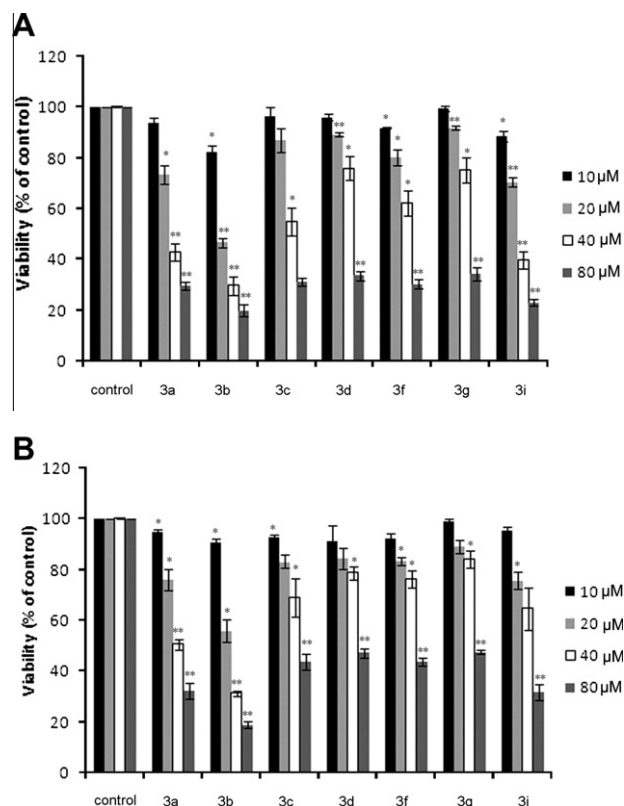 A
120
100
80
60
40
20
0
Viability (% of control)
* ** ** * ** ** ** * ** * ** * * * ** ** * ** * ** ** **
control 3a 3b 3c 3d 3f 3g 3i
10 µM
20 µM
40 µM
80 µM
B
120
100
80
60
40
20
0
Viability (% of control)
* * ** ** * * ** ** * * ** * ** * * ** * ** * **
control 3a 3b 3c 3d 3f 3g 3i
10 µM
20 µM
40 µM
80 µM